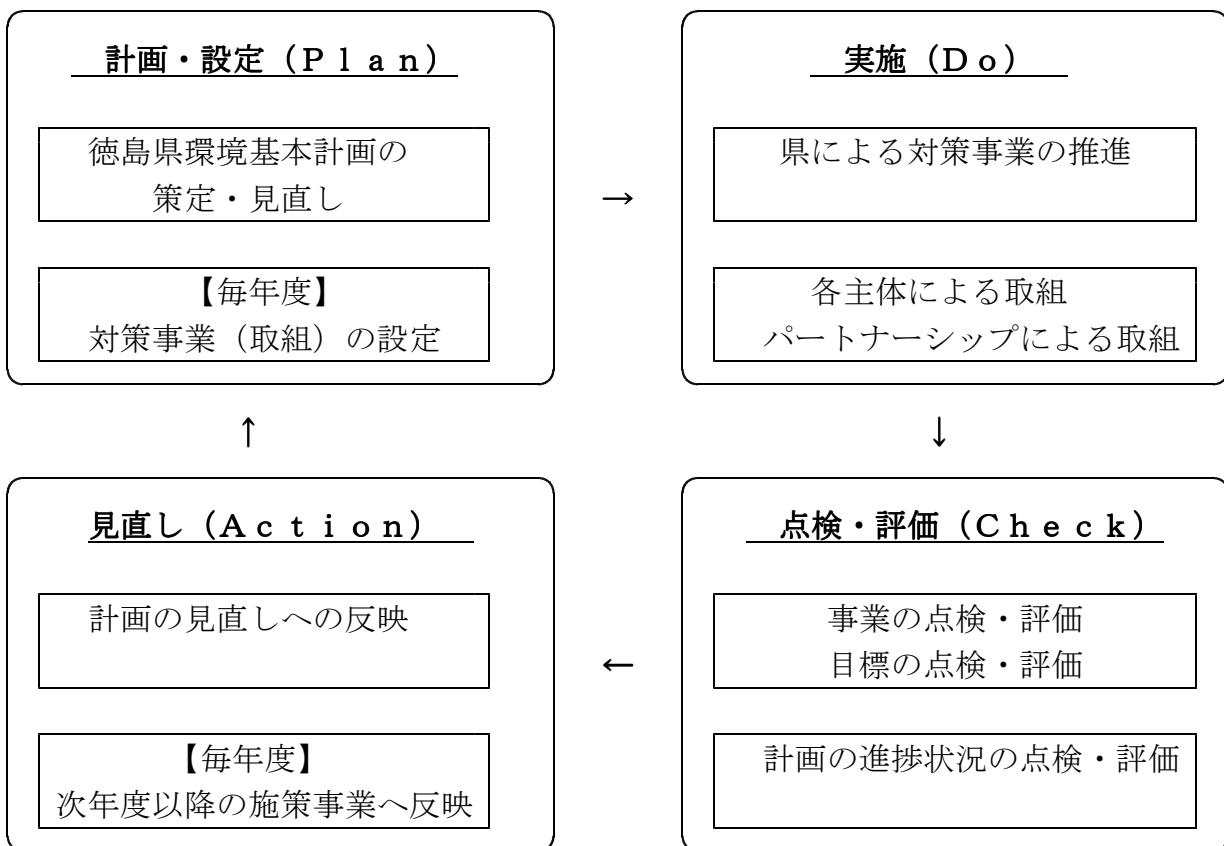 計画・設定（Ｐｌａｎ）
徳島県環境基本計画の
策定・見直し
【毎年度】
対策事業（取組）の設定
→
実施（Ｄｏ）
県による対策事業の推進
各主体による取組
パートナーシップによる取組
↑
↓
見直し（Ａｃｔｉｏｎ）
計画の見直しへの反映
【毎年度】
次年度以降の施策事業へ反映
←
点検・評価（Ｃｈｅｃｋ）
事業の点検・評価
目標の点検・評価
計画の進捗状況の点検・評価